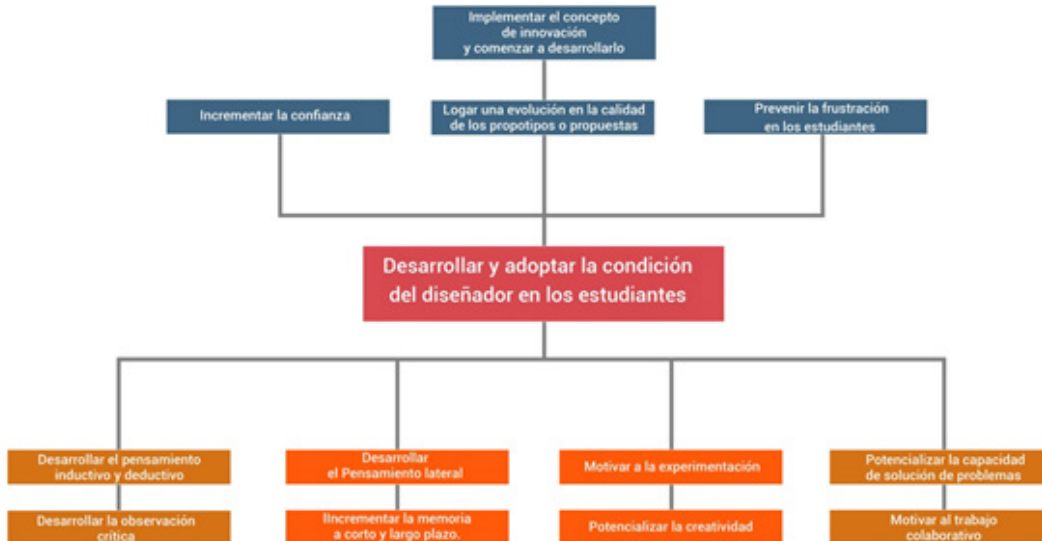 Implementar el concepto
de innovación
y comenzar a desarrollarlo
Incrementar la confianza
Logar una evolución en la calidad
de los propotipos o propuestas
Prevenir la frustración
en los estudiantes
Desarrollar y adoptar la condición
del diseñador en los estudiantes
Desarrollar el pensamiento
inductivo y deductivo
Desarrollar
el Pensamiento lateral
Motivar a la experimentación
Potencializar la capacidad
de solución de problemas
Desarrollar la observación
crítica
IIncrementar la memoria
a corto y largo plazo.
Potencializar la creatividad
Motivar al trabajo
colaborativo